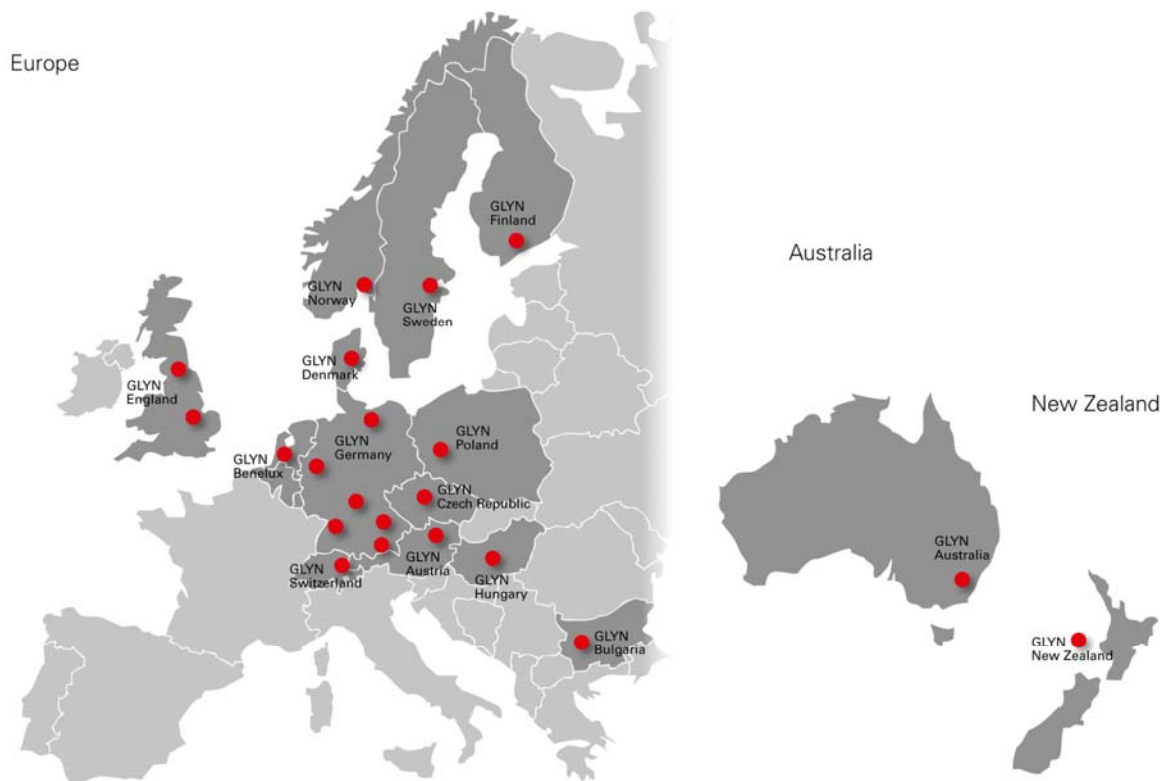 Europe
GLYN
Finland
GLYN
Norway
GLYN
Sweden
GLYN
Denmark
GLYN
England
GLYN
Germany
GLYN
Poland
GLYN
Benelux
GLYN
Czech Republic
GLYN
Switzerland
GLYN
Austria
GLYN
Hungary
GLYN
Bulgaria
Australia
GLYN
Australia
New Zealand
GLYN
New Zealand